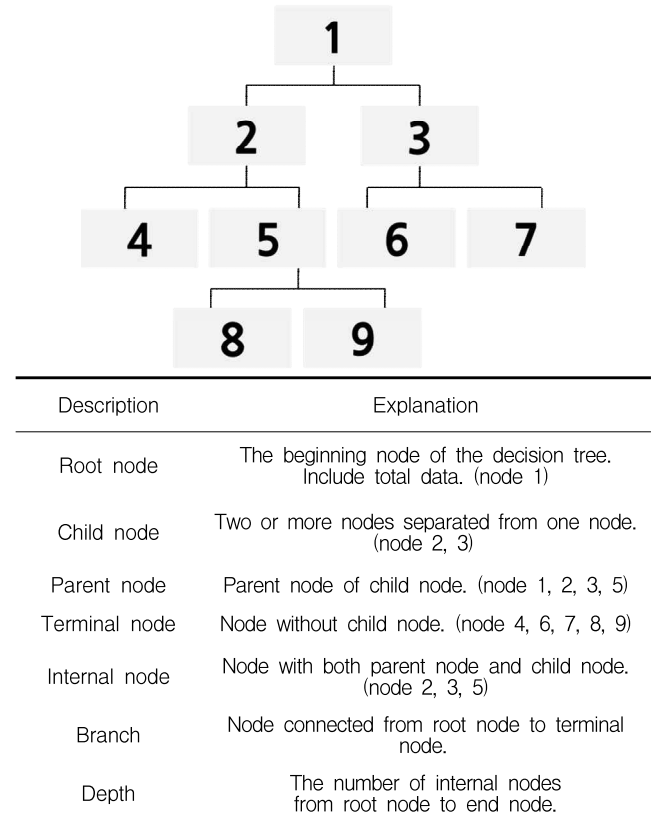 1
2 3
4 5 6 7
8 9
Description Explanation
Root node The beginning node of the decision tree.
Include total data. (node 1)
Child node Two or more nodes separated from one node.
(node 2, 3)
Parent node Parent node of child node. (node 1, 2, 3, 5)
Terminal node Node without child node. (node 4, 6, 7, 8, 9)
Internal node Node with both parent node and child node.
(node 2, 3, 5)
Branch Node connected from root node to terminal
node.
Depth The number of internal nodes
from root node to end node.